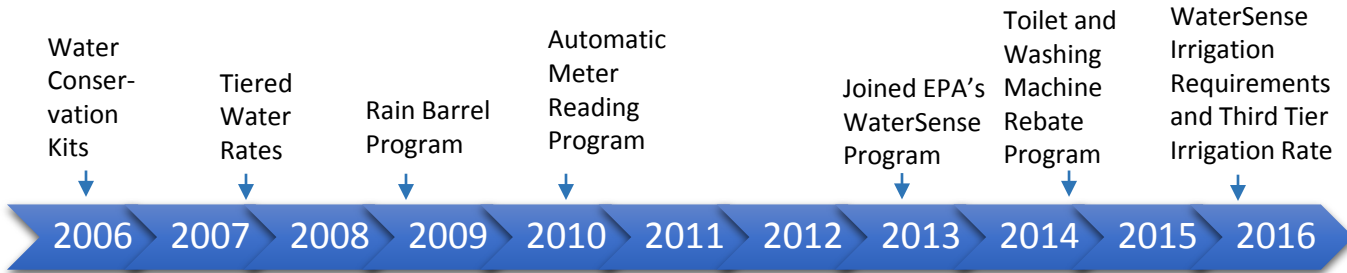 Water
Conser-
vation
Kits
Tiered
Water
Rates
Rain Barrel
Program
Automatic
Meter
Reading
Program
Joined EPA’s
WaterSense
Program
Toilet and
Washing
Machine
Rebate
Program
WaterSense
Irrigation
Requirements
and Third Tier
Irrigation Rate
2006 2007 2008 2009 2010 2011 2012 2013 2014 2015 2016